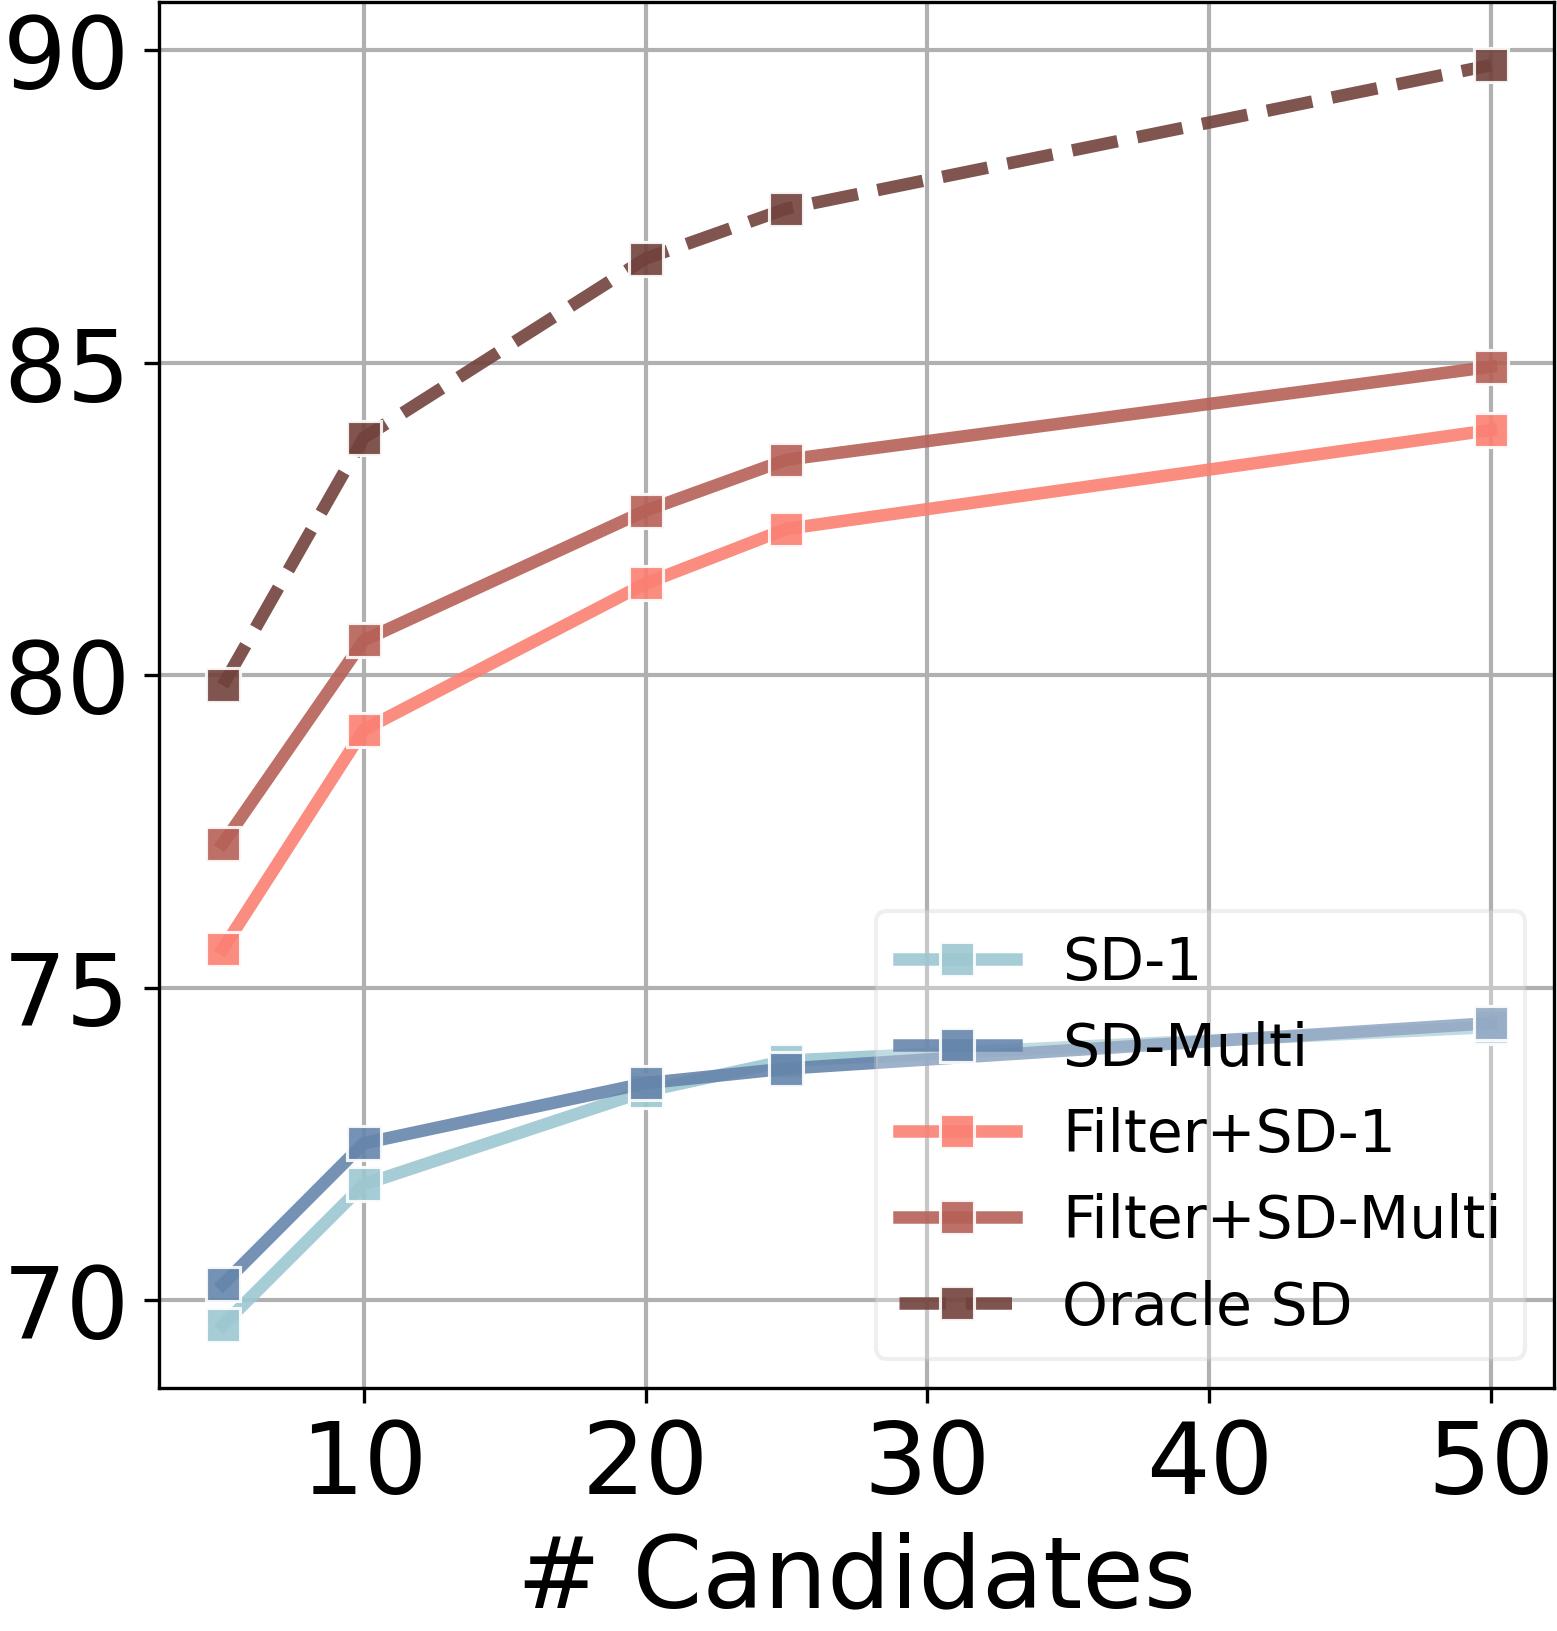 90
85
80
75
70
SD-1
SD-Multi
Filter+SD-1
Filter+SD-Multi
Oracle SD
10 20 30 40 50
# Candidates